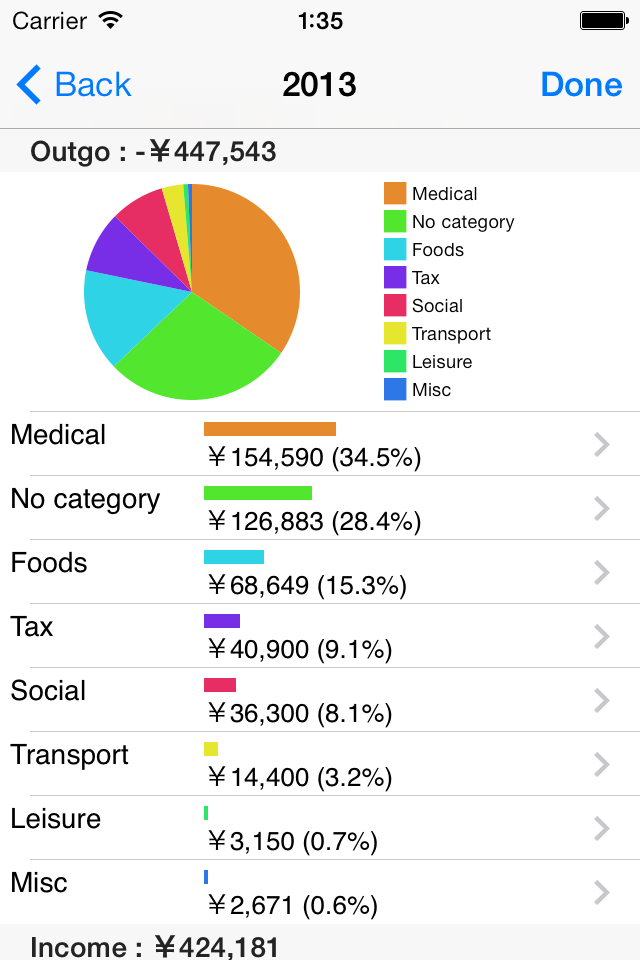 Carrier 1:35
Back 2013 Done
Outgo : -¥447,543
Medical
No category
Foods
Tax
Social
Transport
Leisure
Misc
Medical
¥154,590 (34.5%)
No category
¥126,883 (28.4%)
Foods
¥68,649 (15.3%)
Tax
¥40,900 (9.1%)
Social
¥36,300 (8.1%)
Transport
¥14,400 (3.2%)
Leisure
¥3,150 (0.7%)
Misc
¥2,671 (0.6%)
Income : ¥424,181